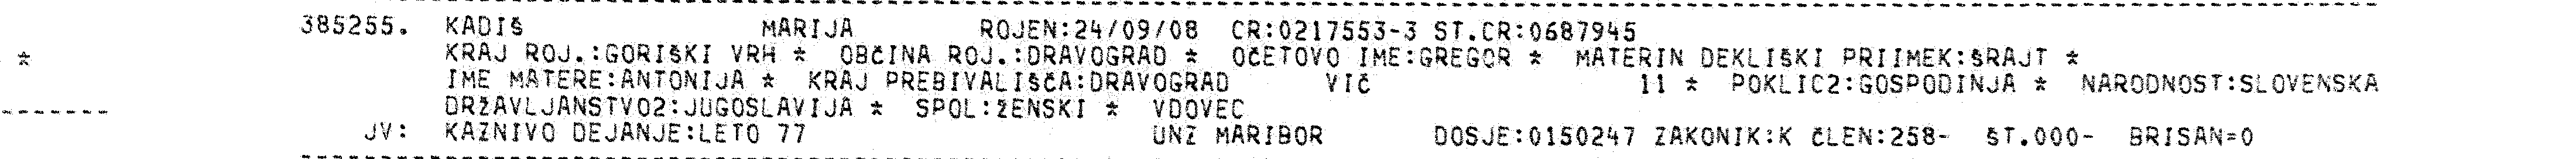 385255. KADIŠ MARIJA ROJEN:24/09/08 CR:0217553-3 ST.CR:0687945
* KRAJ ROJ.:GORIŠKI VRH * OBČINA ROJ.:DRAVOGRAD * OČETOVO IME:GREGOR * MATERIN DEKLIŠKI PRIIMEK:ŠRAJT *
IME MATERE:ANTONIJA * KRAJ PREBIVALIŠČA:DRAVOGRAD VIČ 11 * POKLIC2:GOSPODINJA * NARODNOST:SLOVENSKA
------- DRŽAVLJANSTVO2:JUGOSLAVIJA * SPOL:ŽENSKI * VDOVEC
JV: KAZNIVO DEJANJE:LETO 77 UNZ MARIBOR DOSJE:0150247 ZAKONIK:K ČLEN:258- ŠT.000- BRISAN=0